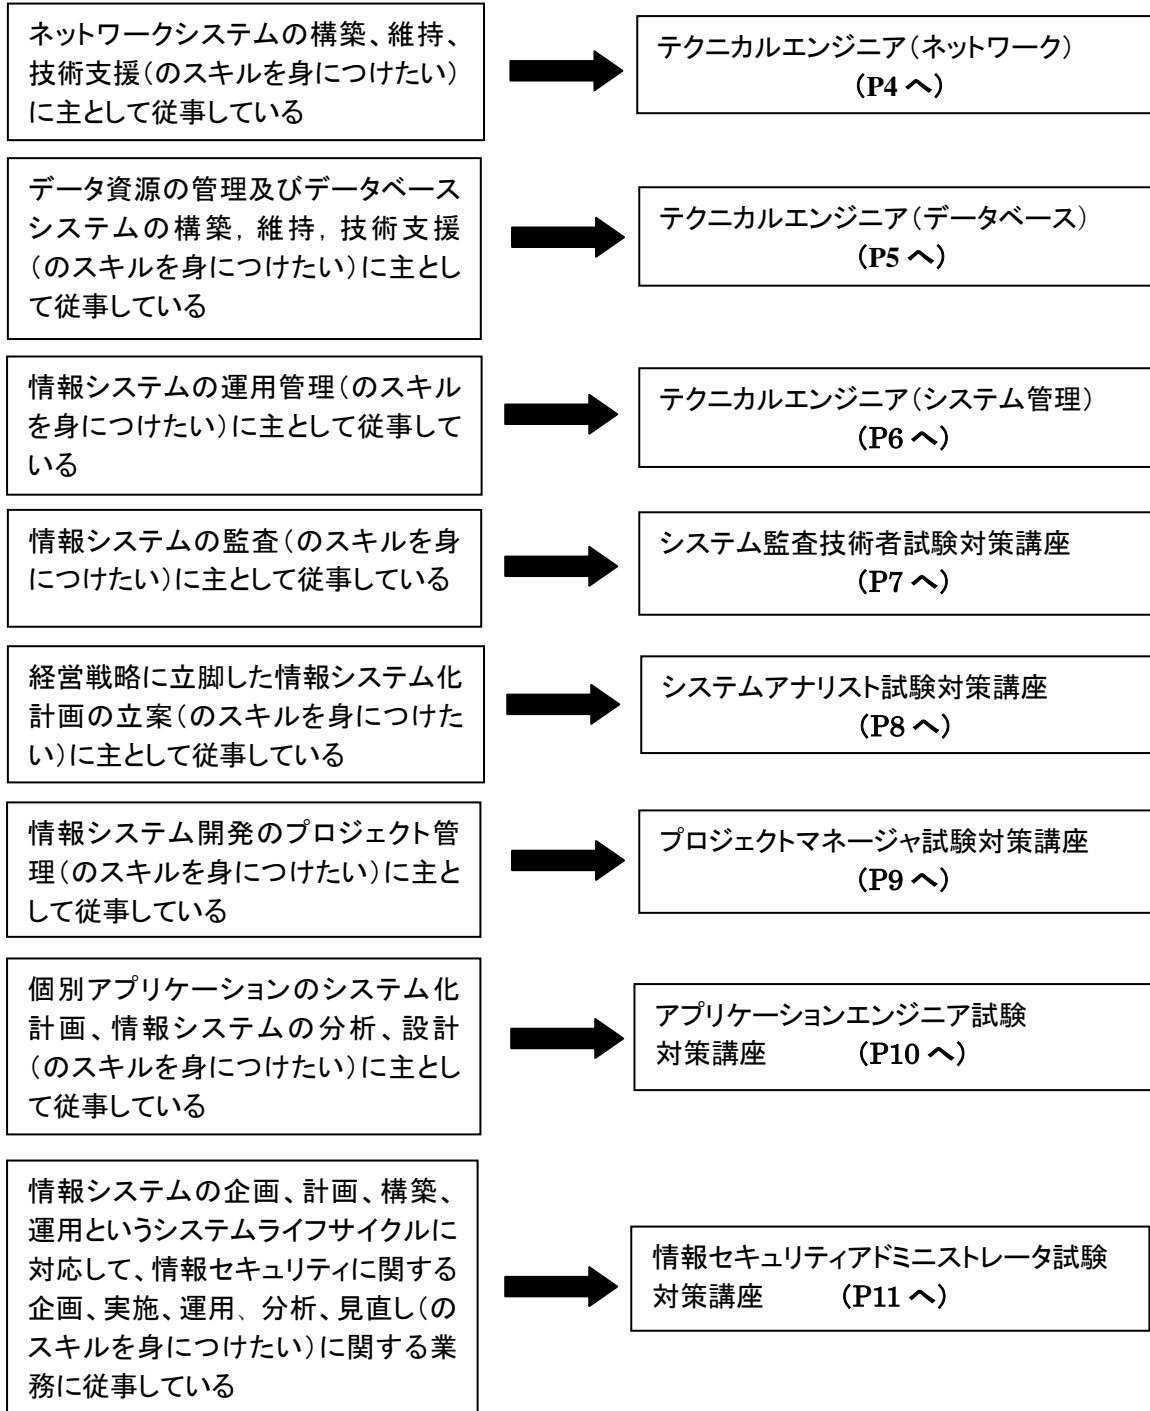 ネットワークシステムの構築、維持、
技術支援（のスキルを身につけたい）
に主として従事している
テクニカルエンジニア（ネットワーク）
（P4 へ）
データ資源の管理及びデータベース
システムの構築，維持，技術支援
（のスキルを身につけたい）に主とし
て従事している
テクニカルエンジニア（データベース）
（P5 へ）
情報システムの運用管理（のスキル
を身につけたい）に主として従事して
いる
テクニカルエンジニア（システム管理）
（P6 へ）
情報システムの監査（のスキルを身
につけたい）に主として従事している
システム監査技術者試験対策講座
（P7 へ）
経営戦略に立脚した情報システム化
計画の立案（のスキルを身につけた
い）に主として従事している
システムアナリスト試験対策講座
（P8 へ）
情報システム開発のプロジェクト管
理（のスキルを身につけたい）に主と
して従事している
プロジェクトマネージャ試験対策講座
（P9 へ）
個別アプリケーションのシステム化
計画、情報システムの分析、設計
（のスキルを身につけたい）に主とし
て従事している
アプリケーションエンジニア試験
対策講座　　　（P10 へ）
情報システムの企画、計画、構築、
運用というシステムライフサイクルに
対応して、情報セキュリティに関する
企画、実施、運用、分析、見直し（の
スキルを身につけたい）に関する業
務に従事している
情報セキュリティアドミニストレータ試験
対策講座　　　（P11 へ）